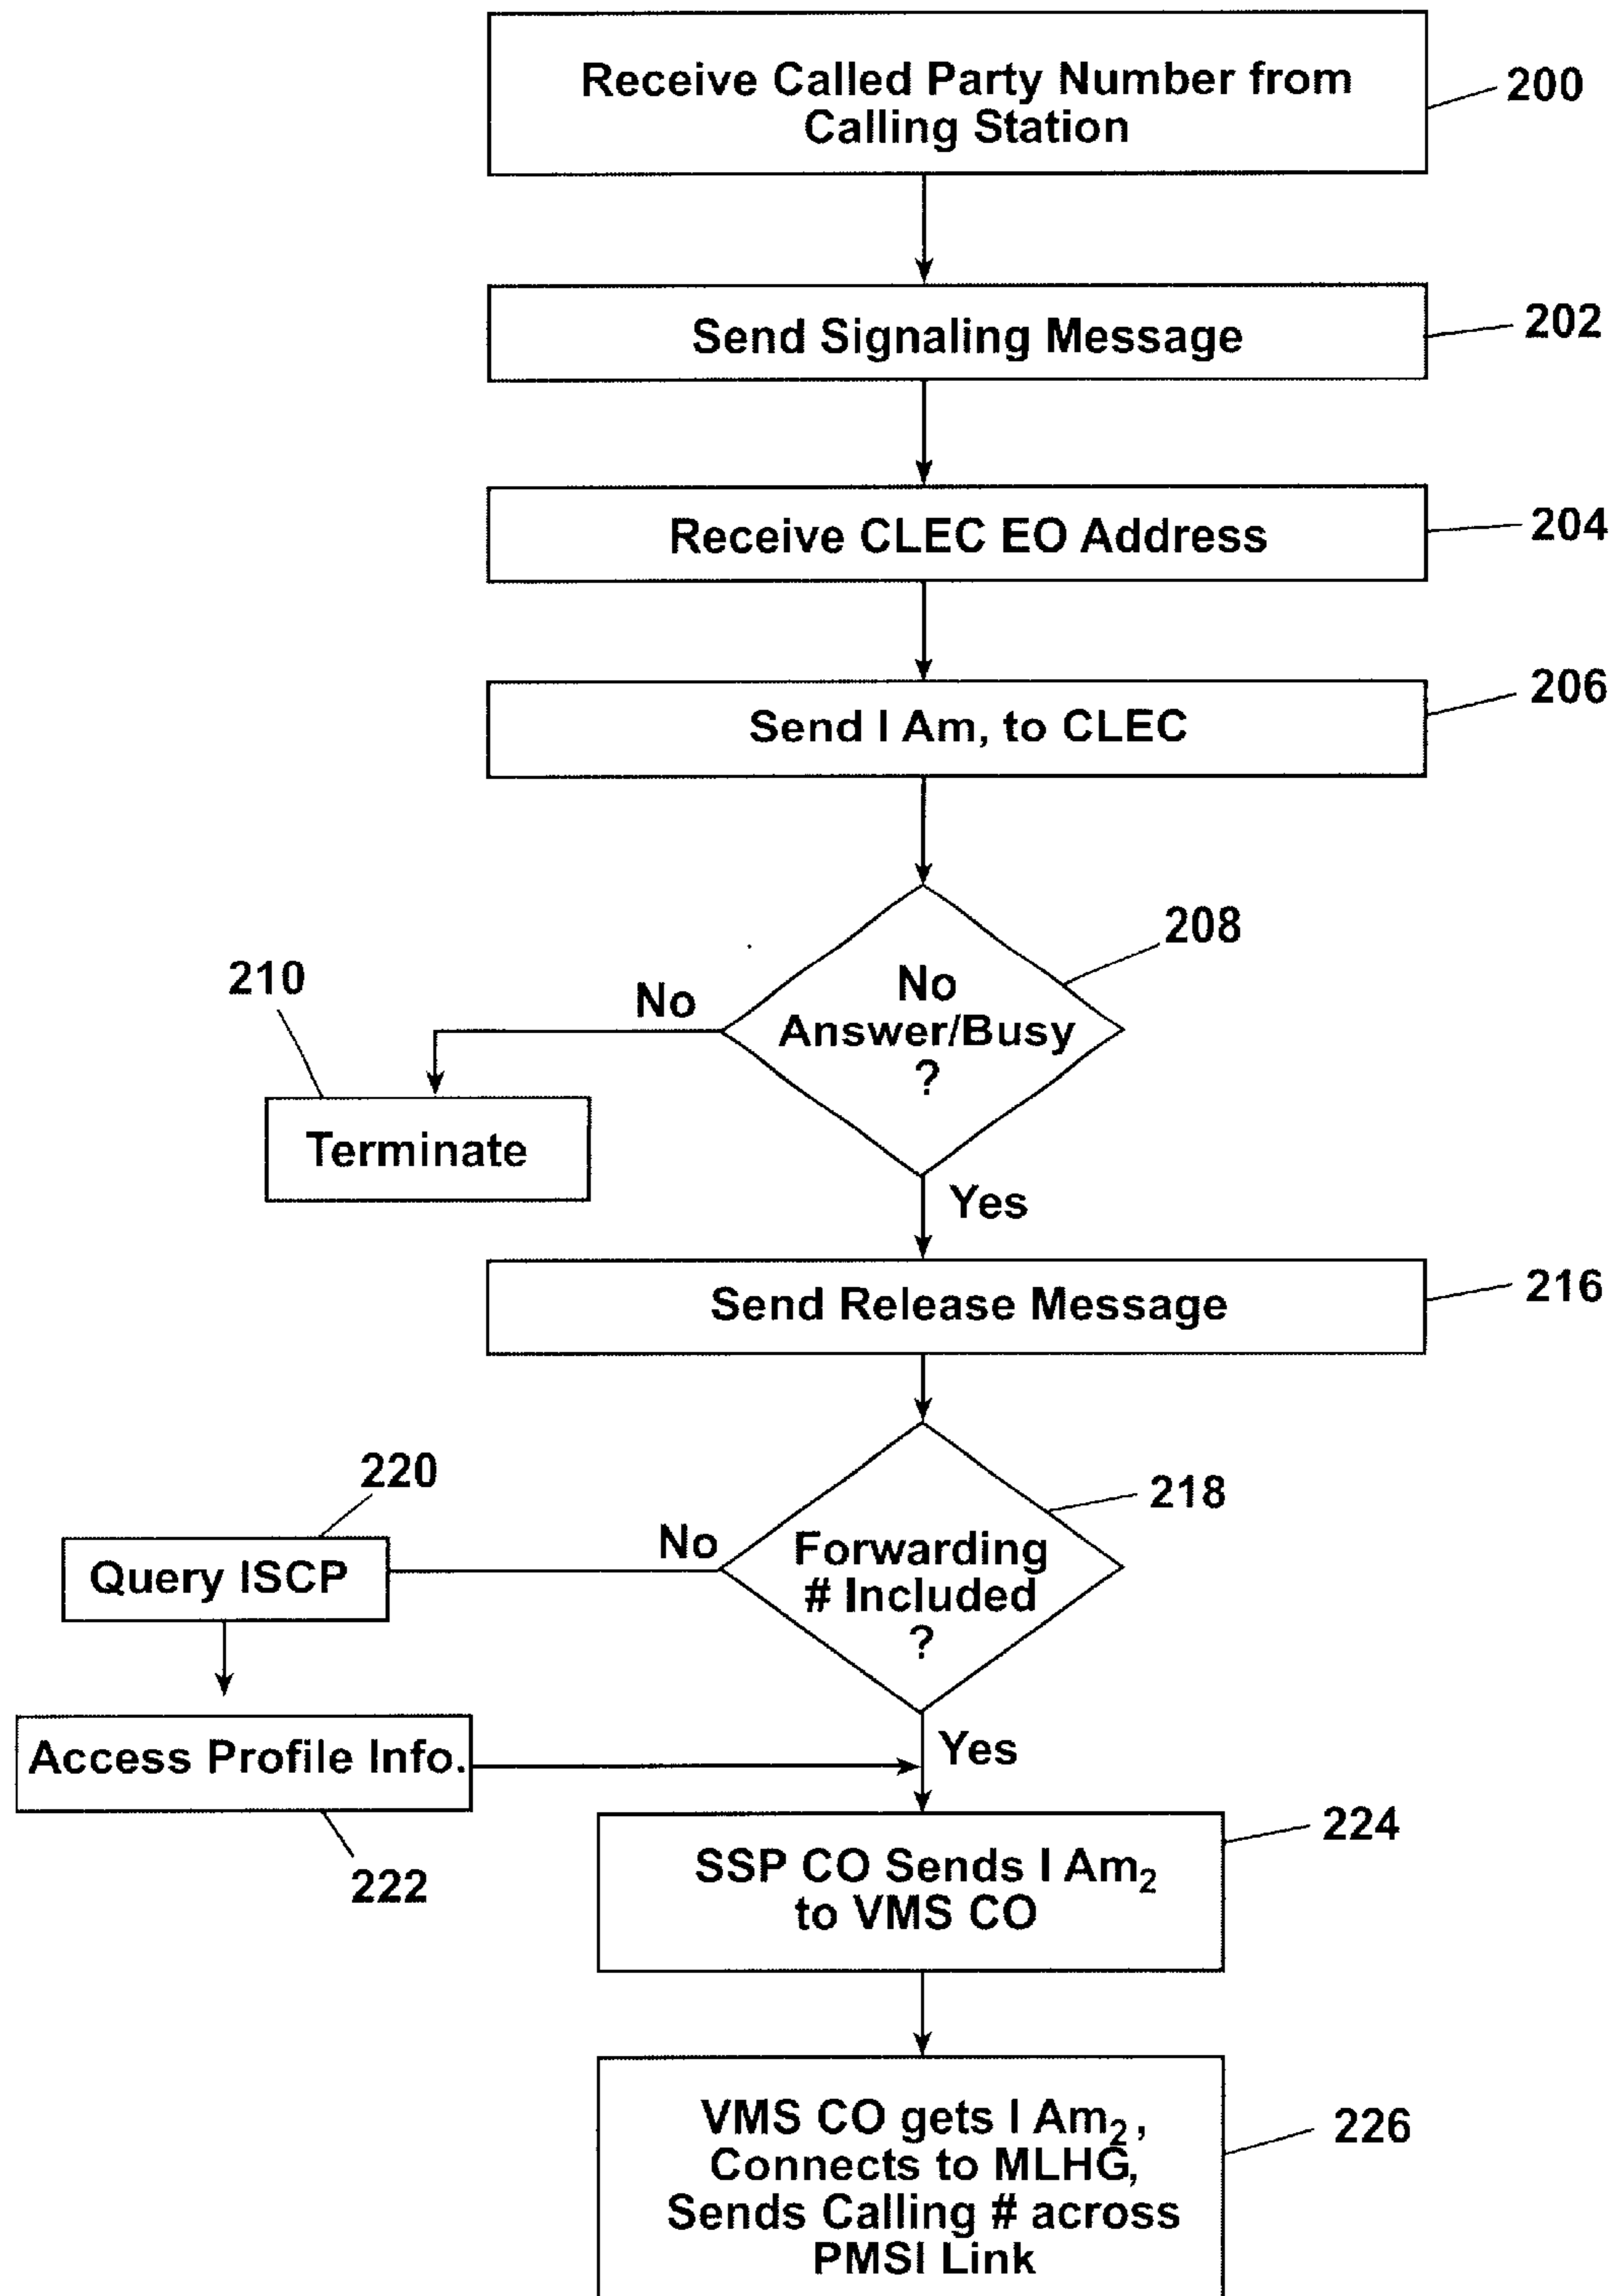 Receive Called Party Number from
Calling Station
200
Send Signaling Message
202
Receive CLEC EO Address
204
Send I Am, to CLEC
206
208
No
Answer/Busy
?
No
210
Terminate
Yes
Send Release Message
216
218
Forwarding
# Included
?
No
220
Query ISCP
Access Profile Info.
222
Yes
SSP CO Sends I Am₂
to VMS CO
224
VMS CO gets I Am₂,
Connects to MLHG,
Sends Calling # across
PMSI Link
226